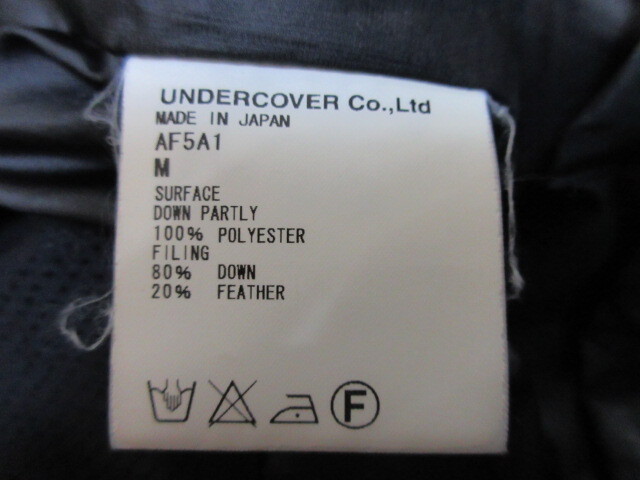 UNDERCOVER Co.,Ltd
MADE IN JAPAN
AF5A1
M
SURFACE
DOWN PARTLY
100% POLYESTER
FILING
80% DOWN
20% FEATHER
F